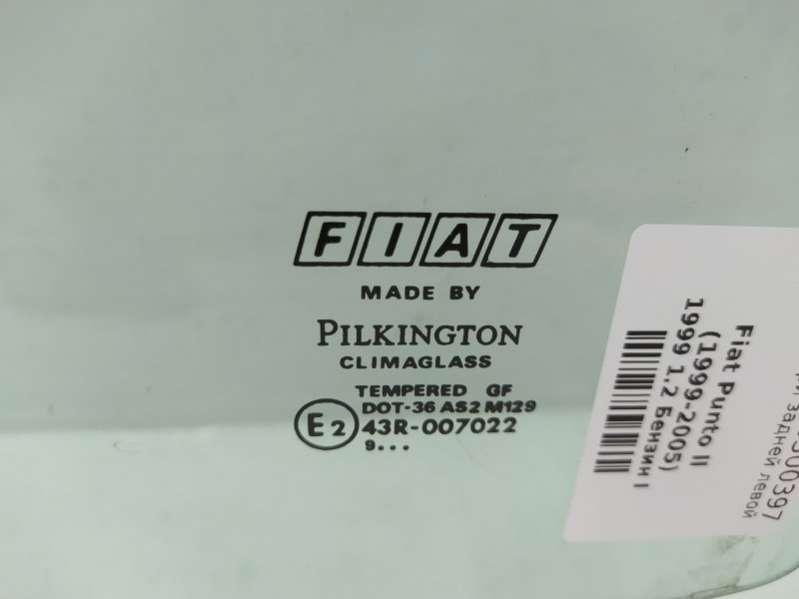 FIAT
MADE BY
PILKINGTON
CLIMAGLASS
TEMPERED GF
DOT-36 AS2 M129
E2 43R-007022
9...
задней левой
Fiat Punto II
(1999-2005)
1999 1,2 Бензин I